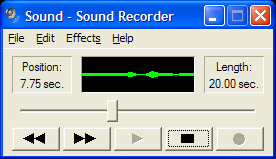 Sound - Sound Recorder
File Edit Effects Help
Position: Length:
7.75 sec. 20.00 sec.